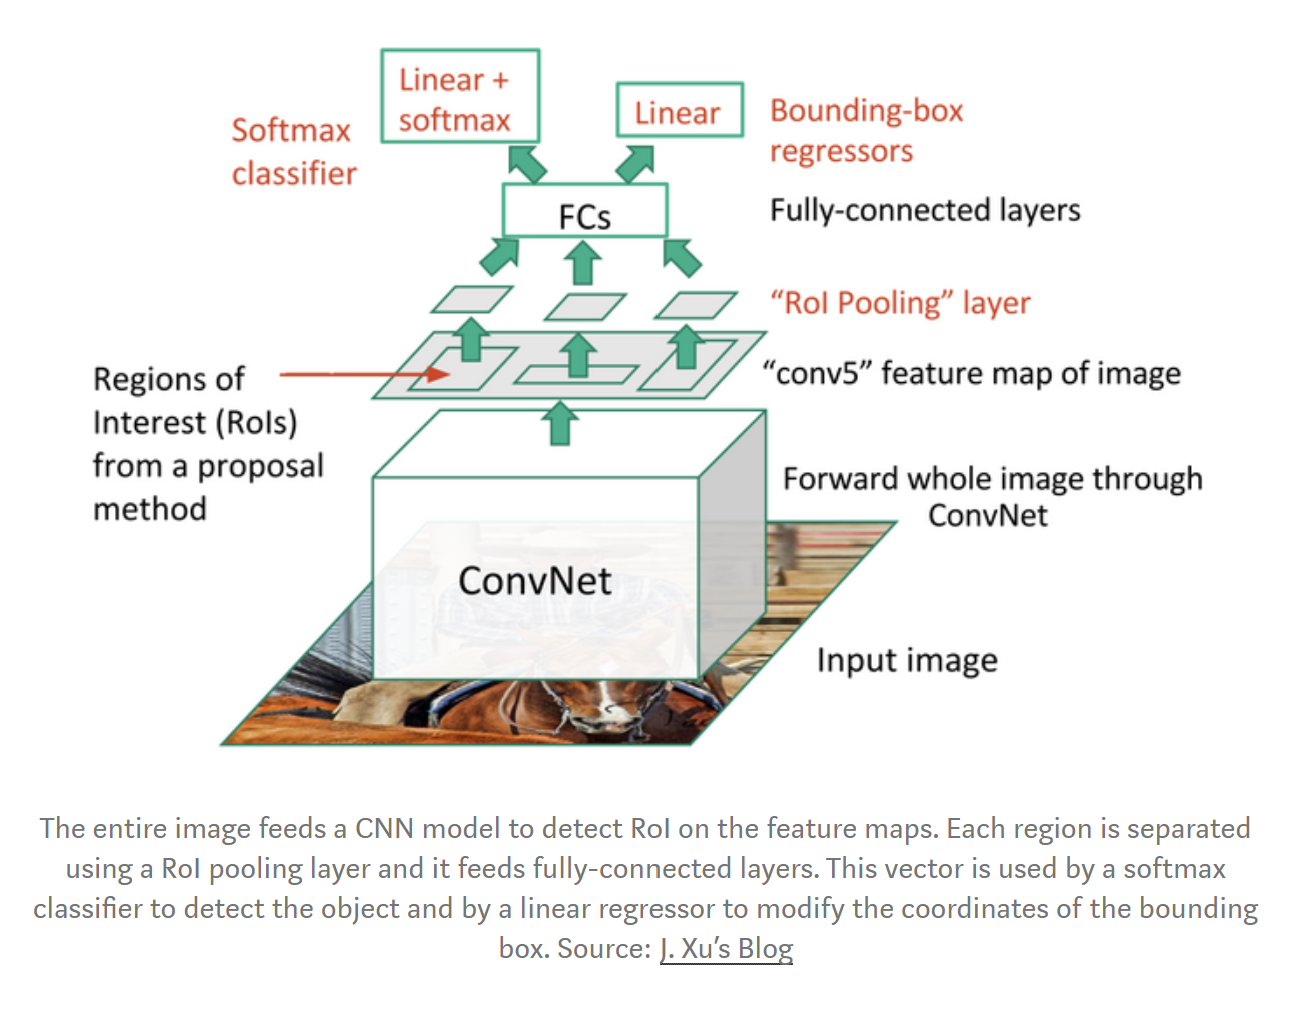 Linear +
softmax
Linear
Softmax
classifier
Bounding-box
regressors
FCs
Fully-connected layers
“RoI Pooling” layer
Regions of
Interest (RoIs)
from a proposal
method
“conv5” feature map of image
Forward whole image through
ConvNet
ConvNet
Input image
The entire image feeds a CNN model to detect RoI on the feature maps. Each region is separated
using a RoI pooling layer and it feeds fully-connected layers. This vector is used by a softmax
classifier to detect the object and by a linear regressor to modify the coordinates of the bounding
box. Source: J. Xu’s Blog